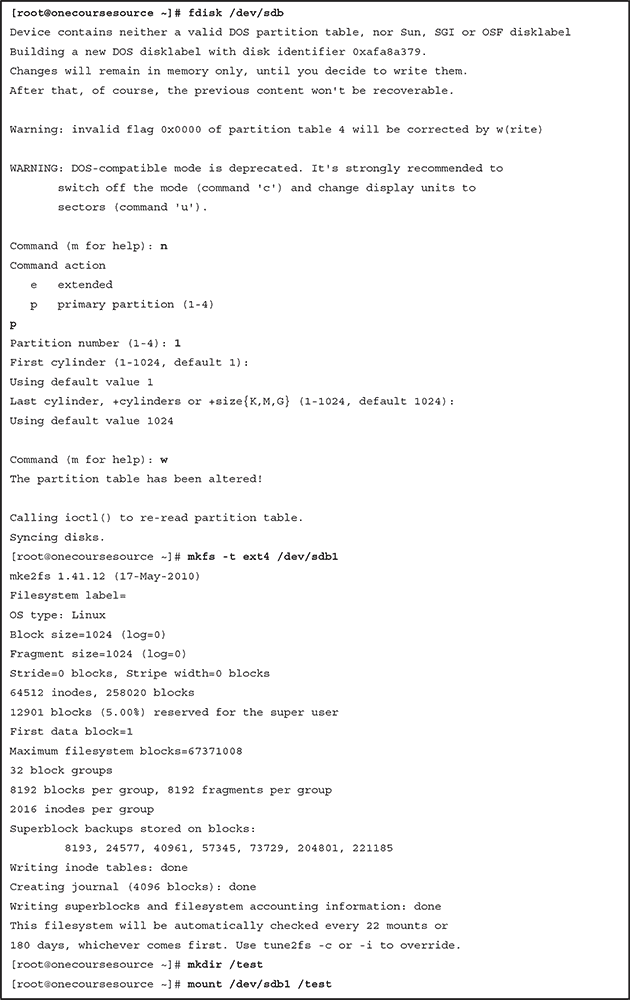 [root@onecoursesource ~]# fdisk /dev/sdb
Device contains neither a valid DOS partition table, nor Sun, SGI or OSF disklabel
Building a new DOS disklabel with disk identifier 0xafa8a379.
Changes will remain in memory only, until you decide to write them.
After that, of course, the previous content won't be recoverable.

Warning: invalid flag 0x0000 of partition table 4 will be corrected by w(rite)

WARNING: DOS-compatible mode is deprecated. It's strongly recommended to
       switch off the mode (command 'c') and change display units to
       sectors (command 'u').

Command (m for help): n
Command action
   e   extended
   p   primary partition (1-4)
p
Partition number (1-4): 1
First cylinder (1-1024, default 1):
Using default value 1
Last cylinder, +cylinders or +size{K,M,G} (1-1024, default 1024):
Using default value 1024

Command (m for help): w
The partition table has been altered!

Calling ioctl() to re-read partition table.
Syncing disks.
[root@onecoursesource ~]# mkfs -t ext4 /dev/sdb1
mke2fs 1.41.12 (17-May-2010)
Filesystem label=
OS type: Linux
Block size=1024 (log=0)
Fragment size=1024 (log=0)
Stride=0 blocks, Stripe width=0 blocks
64512 inodes, 258020 blocks
12901 blocks (5.00%) reserved for the super user
First data block=1
Maximum filesystem blocks=67371008
32 block groups
8192 blocks per group, 8192 fragments per group
2016 inodes per group
Superblock backups stored on blocks:
        8193, 24577, 40961, 57345, 73729, 204801, 221185
Writing inode tables: done
Creating journal (4096 blocks): done
Writing superblocks and filesystem accounting information: done
This filesystem will be automatically checked every 22 mounts or
180 days, whichever comes first. Use tune2fs -c or -i to override.
[root@onecoursesource ~]# mkdir /test
[root@onecoursesource ~]# mount /dev/sdb1 /test